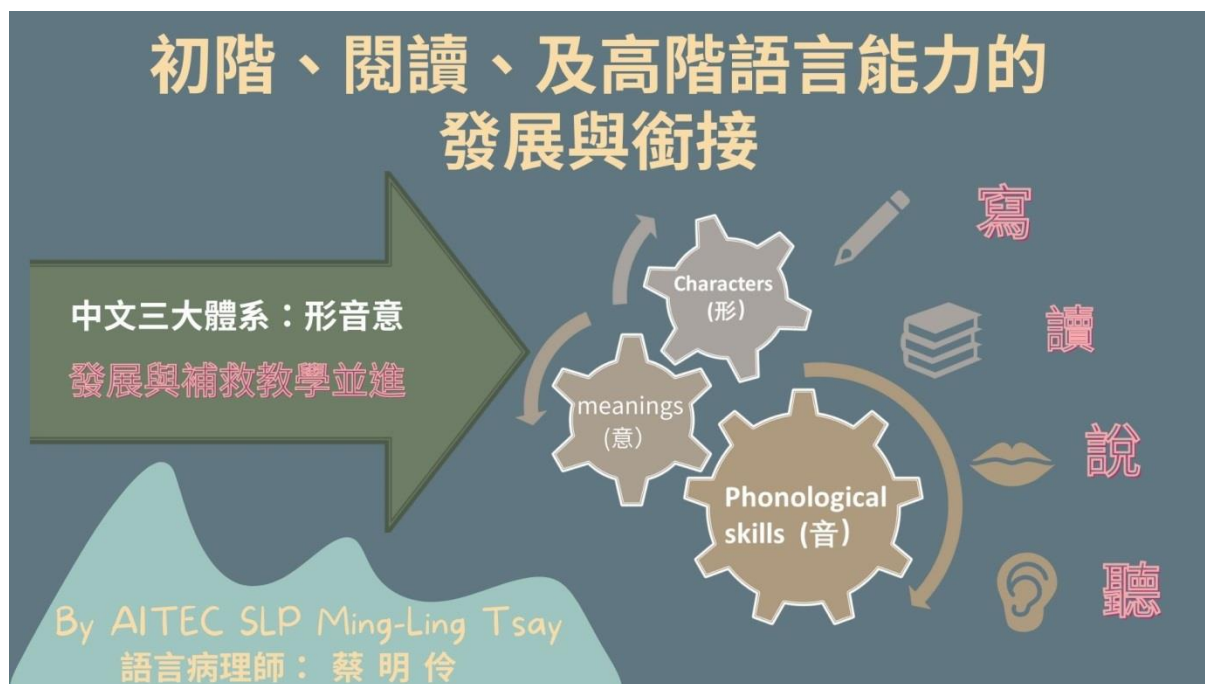 初階、閱讀、及高階語言能力的
發展與銜接
中文三大體系：形音意
發展與補救教學並進
Characters
(形)
meanings
(意)
Phonological
skills (音)
寫
讀
說
聽
By AITEC SLP Ming-Ling Tsay
語言病理師： 蔡 明 伶